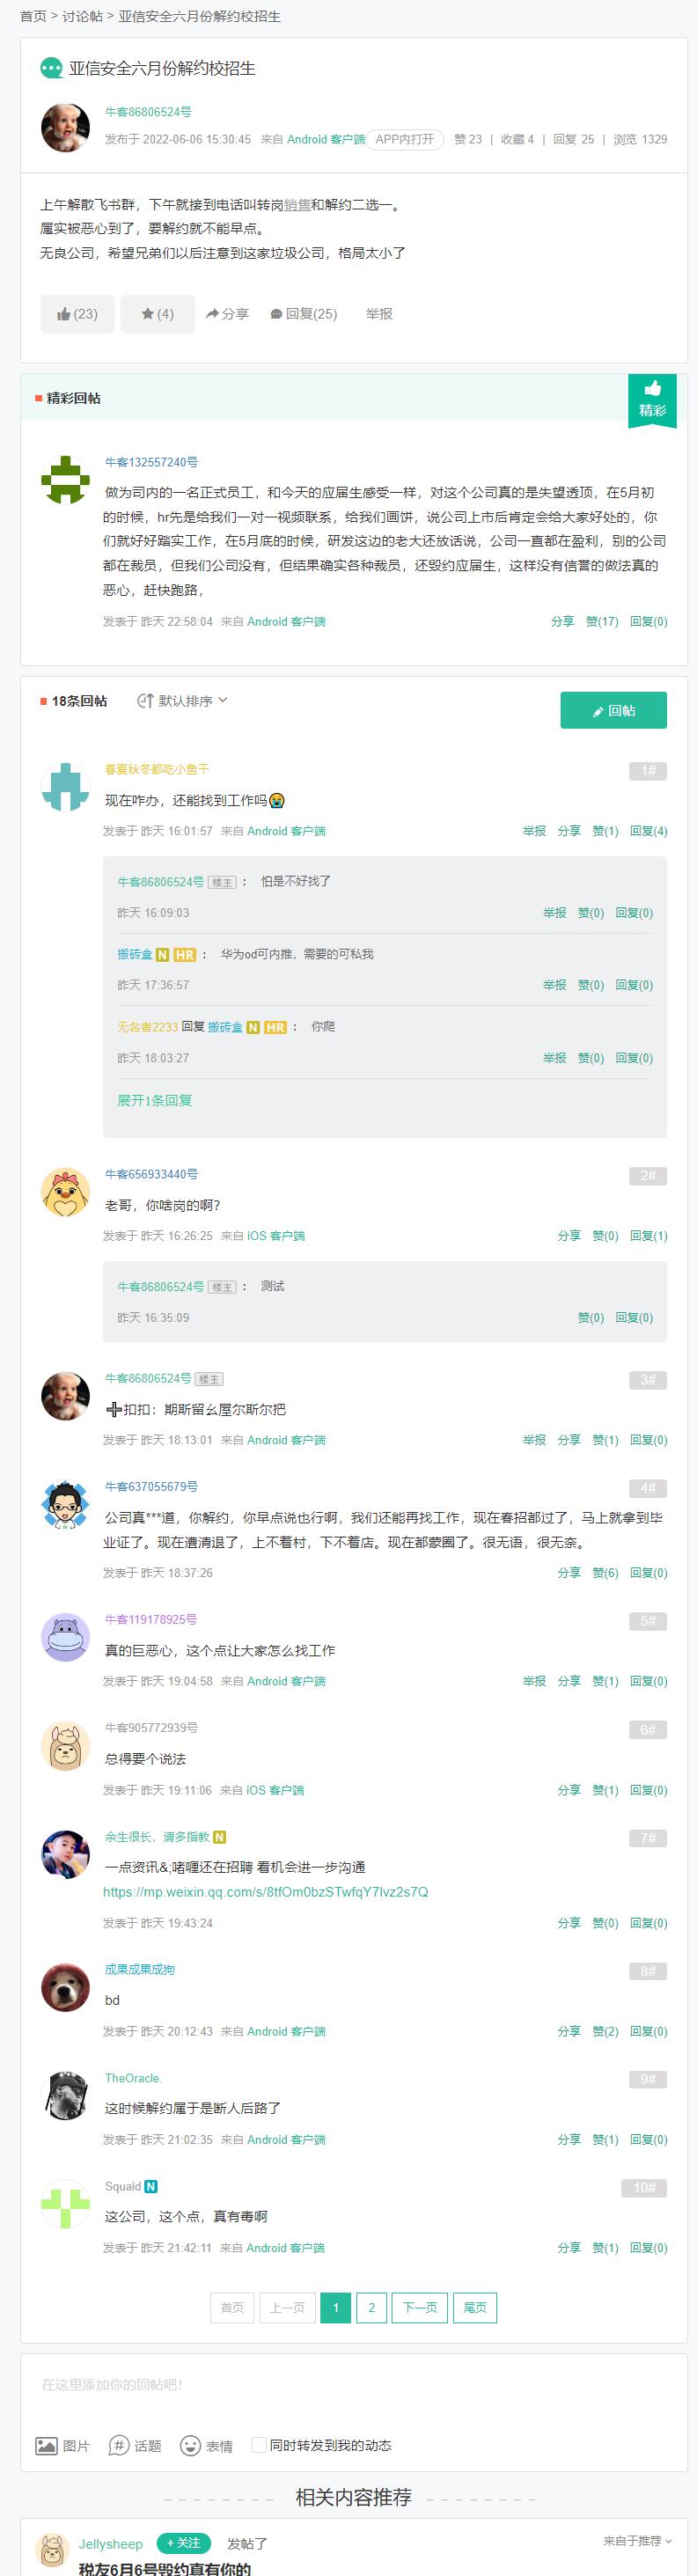 首页 > 讨论帖 > 亚信安全六月份解约校招生
亚信安全六月份解约校招生
牛客86806524号
发布于 2022-06-06 15:30:45 来自 Android 客户端 APP内打开 赞 23 | 收藏 4 | 回复 25 | 浏览 1329
上午解散飞书群，下午就接到电话叫转岗销售和解约二选一。
属实被恶心到了，要解约就不能早点。
无良公司，希望兄弟们以后注意到这家垃圾公司，格局太小了
(23) (4) 分享 回复(25) 举报
精彩回帖
精彩
牛客132557240号
做为司内的一名正式员工，和今天的应届生感受一样，对这个公司真的是失望透顶，在5月初
的时候，hr先是给我们一对一视频联系，给我们画饼，说公司上市后肯定会给大家好处的，你
们就好好踏实工作，在5月底的时候，研发这边的老大还放话说，公司一直都在盈利，别的公司
都在裁员，但我们公司没有，但结果确实各种裁员，还毁约应届生，这样没有信誉的做法真的
恶心，赶快跑路，
发表于 昨天 22:58:04 来自 Android 客户端 分享 赞(17) 回复(0)
18条回帖 默认排序 回帖
春夏秋冬都吃小鱼干 1#
现在咋办，还能找到工作吗😭
发表于 昨天 16:01:57 来自 Android 客户端 举报 分享 赞(1) 回复(4)
牛客86806524号 楼主 ： 怕是不好找了
昨天 16:09:03 举报 赞(0) 回复(0)
搬砖盒 N HR ： 华为od可内推，需要的可私我
昨天 17:36:57 举报 赞(0) 回复(0)
无名者2233 回复 搬砖盒 N HR ： 你爬
昨天 18:03:27 举报 赞(0) 回复(0)
展开1条回复
牛客656933440号 2#
老哥，你啥岗的啊？
发表于 昨天 16:26:25 来自 iOS 客户端 分享 赞(0) 回复(1)
牛客86806524号 楼主 ： 测试
昨天 16:35:09 赞(0) 回复(0)
牛客86806524号 楼主 3#
➕扣扣：期斯留幺屋尔斯尔把
发表于 昨天 18:13:01 来自 Android 客户端 举报 分享 赞(1) 回复(0)
牛客637055679号 4#
公司真***道，你解约，你早点说也行啊，我们还能再找工作，现在春招都过了，马上就拿到毕
业证了。现在遭清退了，上不着村，下不着店。现在都蒙圈了。很无语，很无奈。
发表于 昨天 18:37:26 分享 赞(6) 回复(0)
牛客119178925号 5#
真的巨恶心，这个点让大家怎么找工作
发表于 昨天 19:04:58 来自 Android 客户端 举报 分享 赞(1) 回复(0)
牛客905772939号 6#
总得要个说法
发表于 昨天 19:11:06 来自 iOS 客户端 分享 赞(1) 回复(0)
余生很长，请多指教 N 7#
一点资讯&;啫喱还在招聘 看机会进一步沟通
https://mp.weixin.qq.com/s/8tfOm0bzSTwfqY7Ivz2s7Q
发表于 昨天 19:43:24 分享 赞(0) 回复(0)
成果成果成狗 8#
bd
发表于 昨天 20:12:43 来自 Android 客户端 分享 赞(2) 回复(0)
TheOracle. 9#
这时候解约属于是断人后路了
发表于 昨天 21:02:35 来自 Android 客户端 分享 赞(1) 回复(0)
Squaid N 10#
这公司，这个点，真有毒啊
发表于 昨天 21:42:11 来自 Android 客户端 分享 赞(1) 回复(0)
首页 上一页 1 2 下一页 尾页
在这里添加你的回帖吧！
图片 话题 表情 同时转发到我的动态
相关内容推荐
Jellysheep + 关注 发帖了 来自于推荐
税友6月6号毁约真有你的